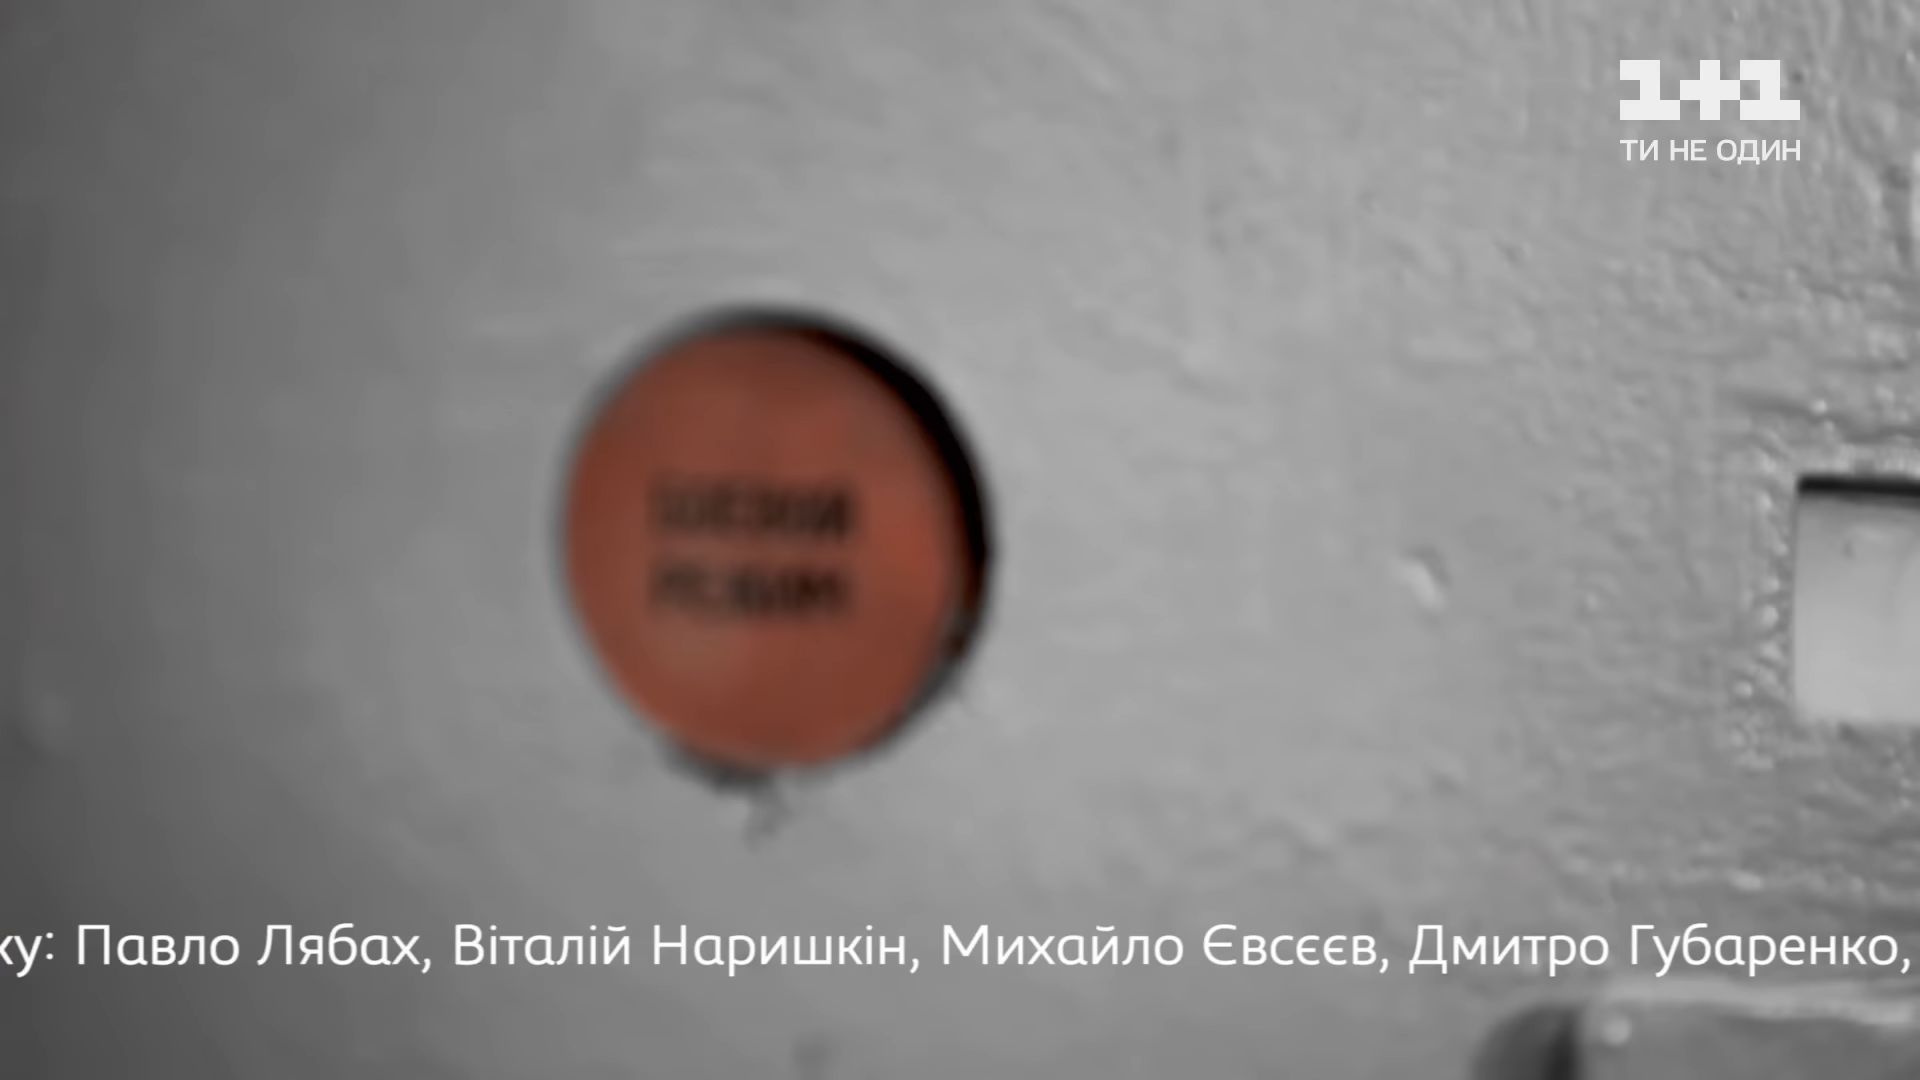 1+1
ТИ НЕ ОДИН
ку: Павло Лябах, Віталій Наришкін, Михайло Євсєєв, Дмитро Губаренко,